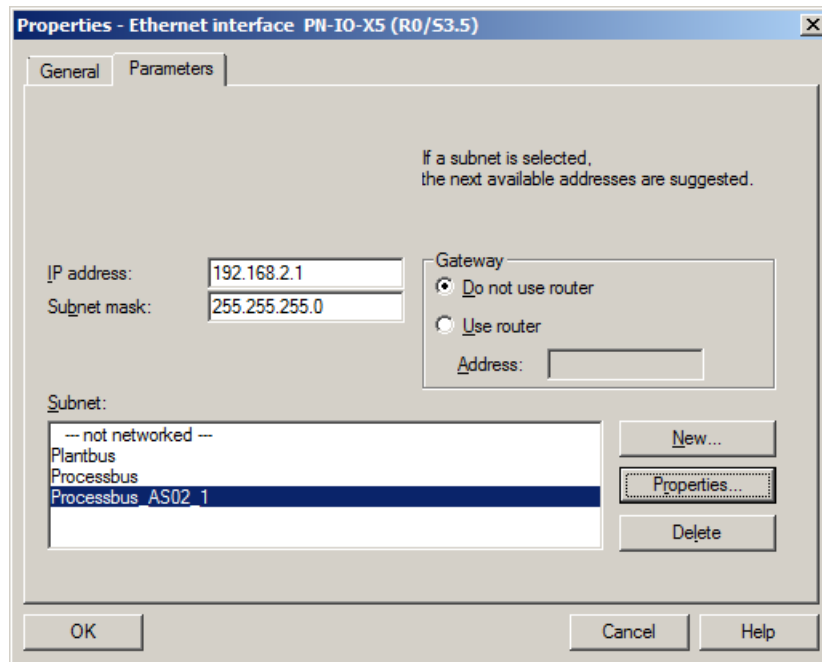 Properties - Ethernet interface PN-IO-X5 (R0/S3.5)
General
Parameters
If a subnet is selected,
the next available addresses are suggested.
IP address:
192.168.2.1
Subnet mask:
255.255.255.0
Gateway
Do not use router
Use router
Address:
Subnet:
--- not networked ---
Plantbus
Processbus
Processbus_AS02_1
New...
Properties...
Delete
OK
Cancel
Help